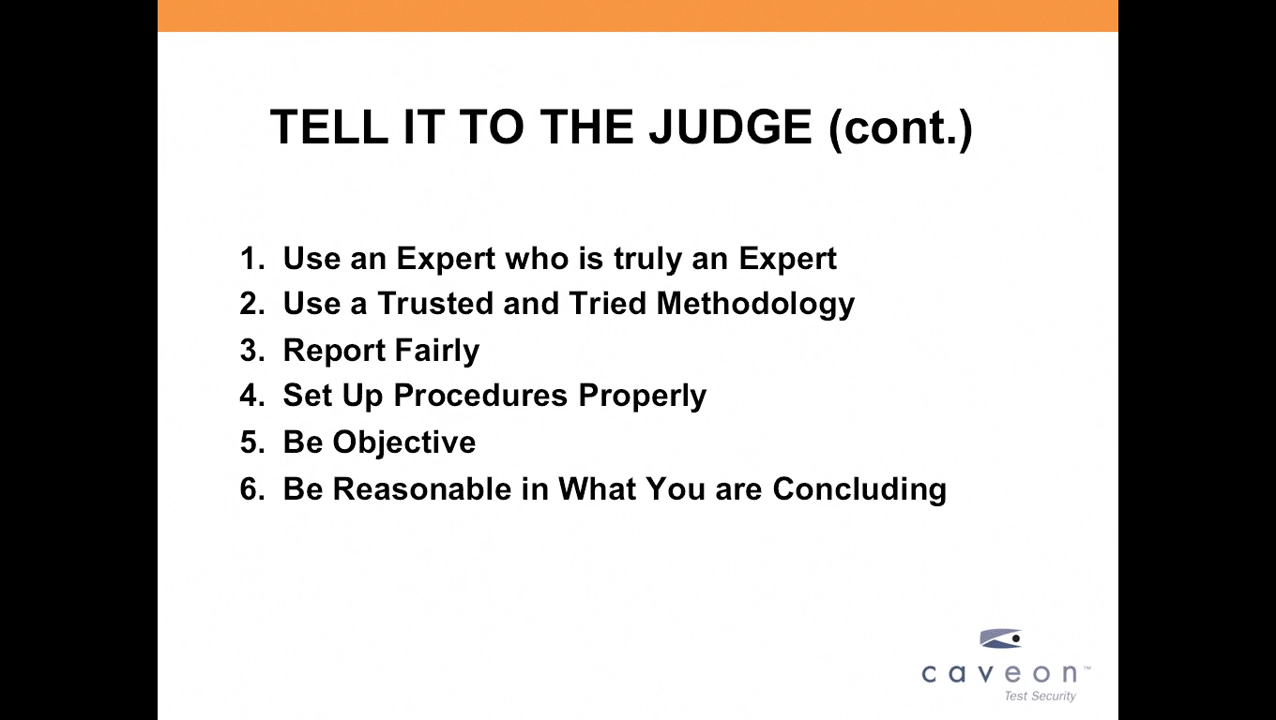 TELL IT TO THE JUDGE (cont.)
1. Use an Expert who is truly an Expert
2. Use a Trusted and Tried Methodology
3. Report Fairly
4. Set Up Procedures Properly
5. Be Objective
6. Be Reasonable in What You are Concluding
caveon™
Test Security